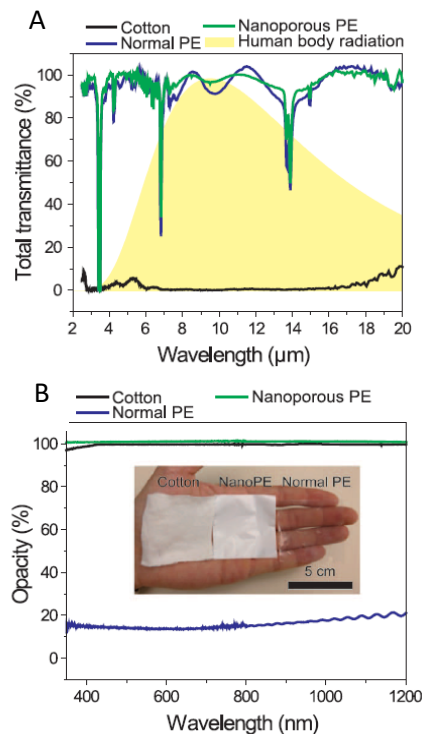 A
Cotton Nanoporous PE
Normal PE Human body radiation
Total transmittance (%)
100
80
60
40
20
0
2 4 6 8 10 12 14 16 18 20
Wavelength (µm)
B
Cotton Nanoporous PE
Normal PE
Opacity (%)
100
80
60
40
20
0
Cotton NanoPE Normal PE
5 cm
400 600 800 1000 1200
Wavelength (nm)